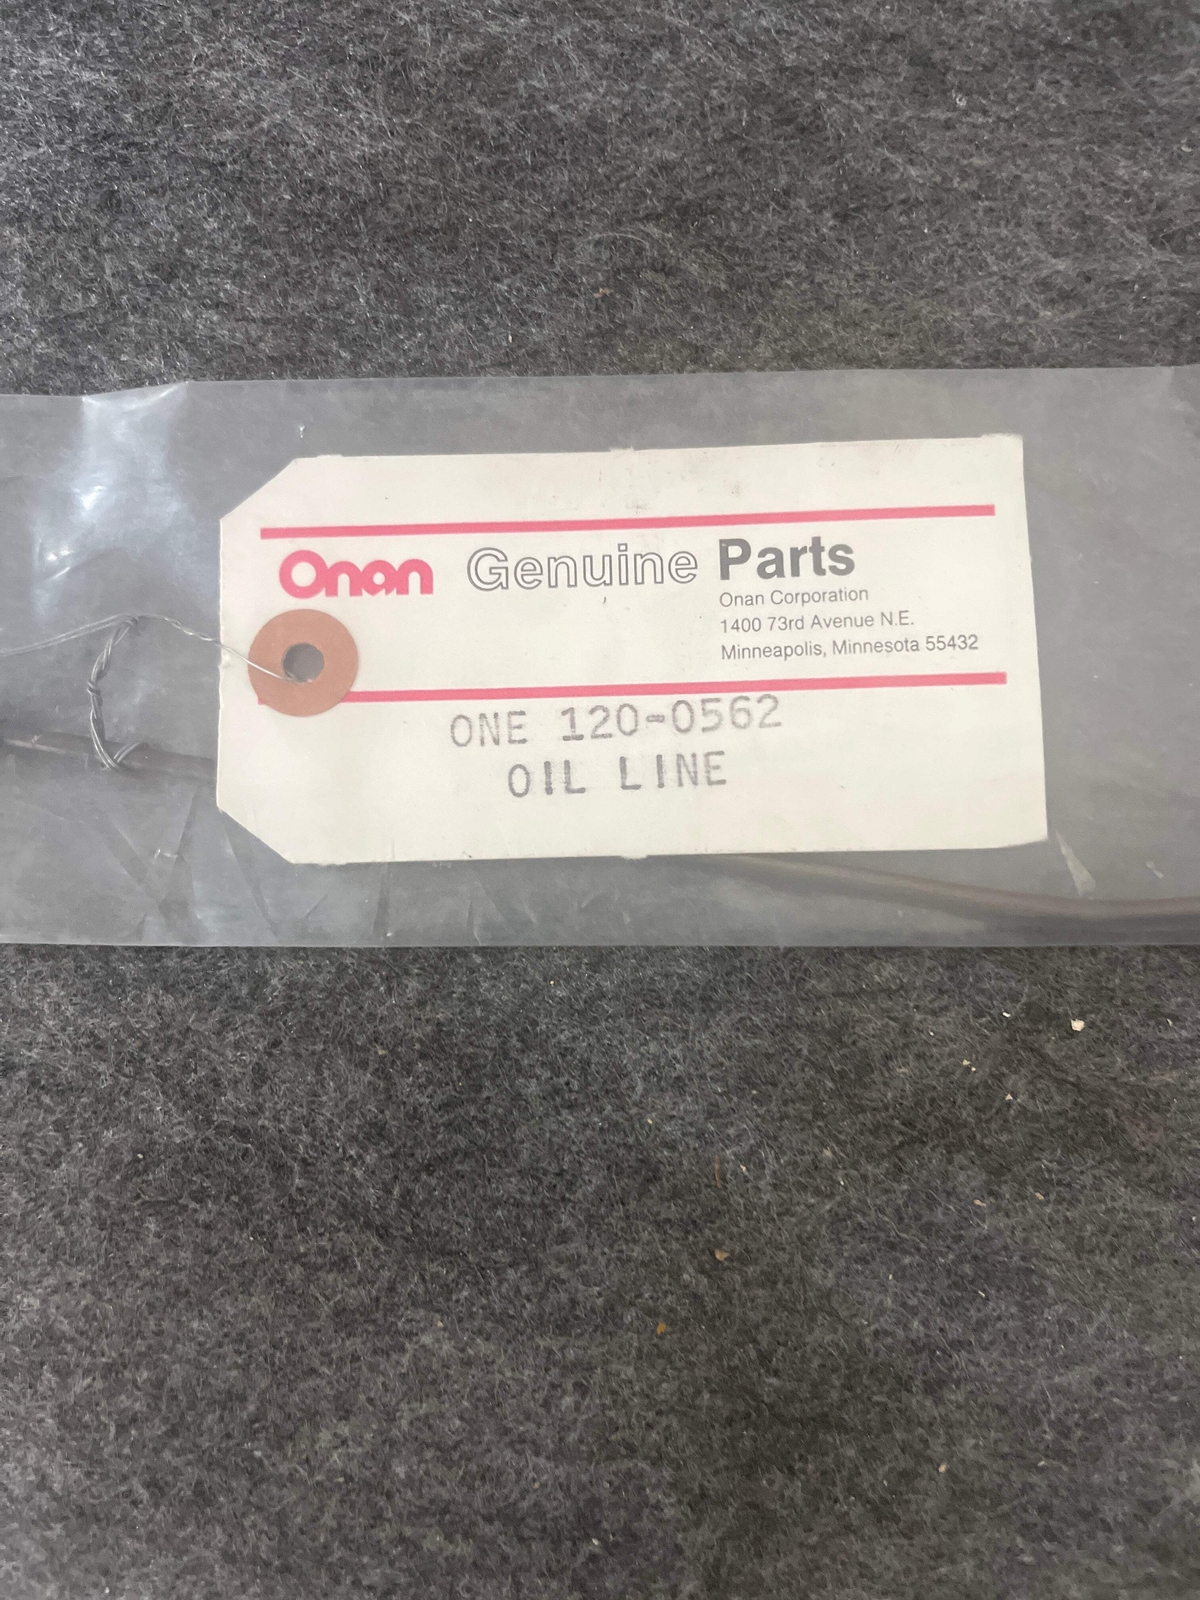 Onan Genuine Parts
Onan Corporation
1400 73rd Avenue N.E.
Minneapolis, Minnesota 55432
ONE 120-0562
OIL LINE